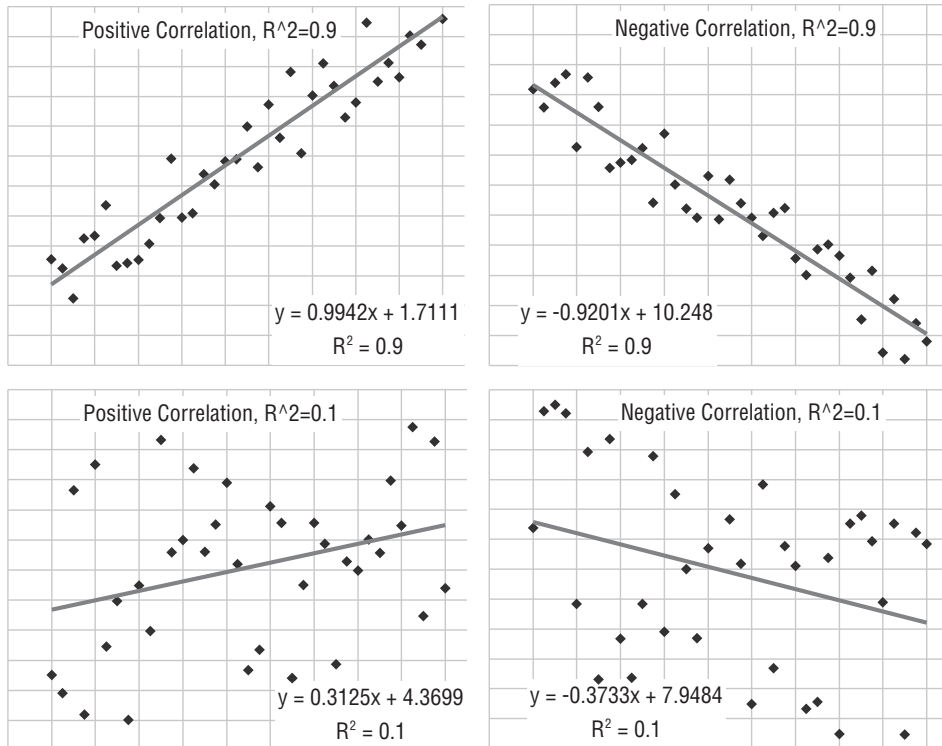 Positive Correlation, R^2=0.9
y = 0.9942x + 1.7111
R² = 0.9
Negative Correlation, R^2=0.9
y = -0.9201x + 10.248
R² = 0.9
Positive Correlation, R^2=0.1
y = 0.3125x + 4.3699
R² = 0.1
Negative Correlation, R^2=0.1
y = -0.3733x + 7.9484
R² = 0.1